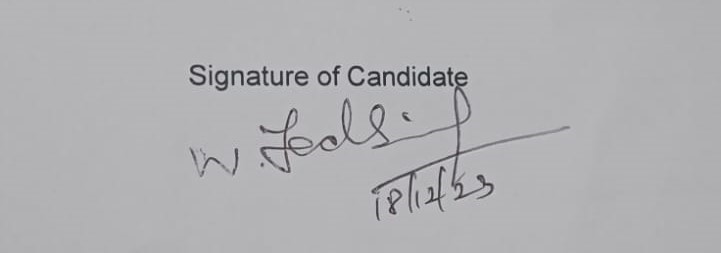 Signature of Candidate
W.
18/12/23